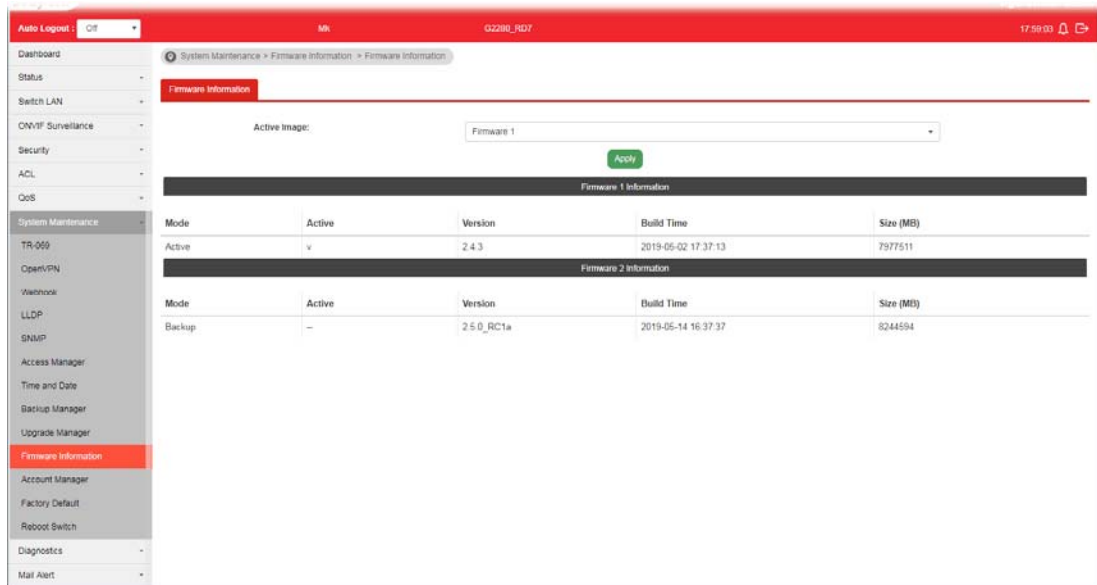 Auto Logout : Off MK G2280_RD7 17:59:03
Dashboard
Status
Switch LAN
ONVIF Surveillance
Security
ACL
QoS
System Maintenance
TR-069
OpenVPN
Webhook
LLDP
SNMP
Access Manager
Time and Date
Backup Manager
Upgrade Manager
Firmware Information
Account Manager
Factory Default
Reboot Switch
Diagnostics
Mail Alert
System Maintenance > Firmware Information > Firmware Information
Firmware Information
Active Image: Firmware 1
Apply
Firmware 1 Information
Mode Active Version Build Time Size (MB)
Active v 2.4.3 2019-05-02 17:37:13 7977511
Firmware 2 Information
Mode Active Version Build Time Size (MB)
Backup -- 2.5.0_RC1a 2019-05-14 16:37:37 8244594